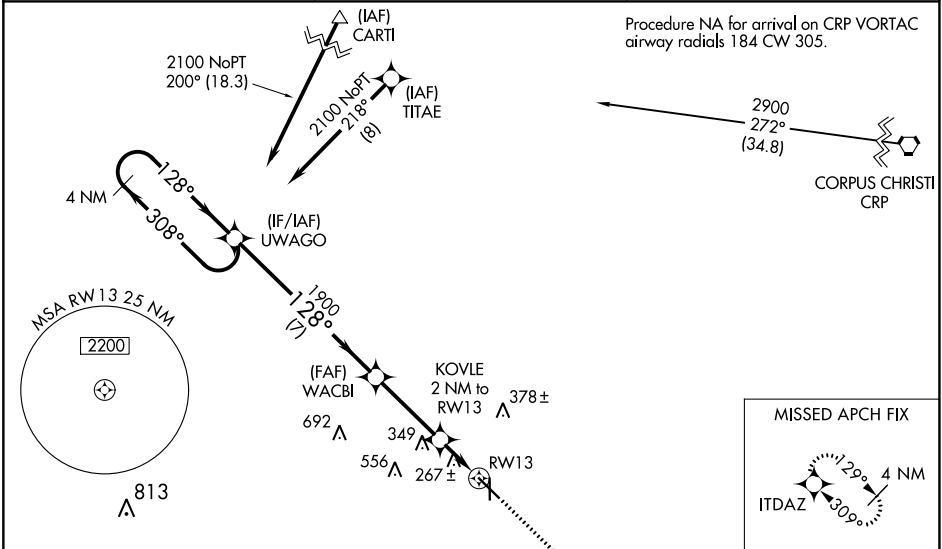 (IAF)
CARTI
Procedure NA for arrival on CRP VORTAC
airway radials 184 CW 305.
2100 NoPT
200° (18.3)
(IAF)
TITAE
2100 NoPT
218°
(8)
2900
272°
(34.8)
CORPUS CHRISTI
CRP
128°
4 NM
308°
(IF/IAF)
UWAGO
1900
128°
(7)
MSA RW13 25 NM
2200
(FAF)
WACBI
KOVLE
2 NM to
RW13
378±
692
349
556
267±
RW13
813
MISSED APCH FIX
129°
4 NM
ITDAZ
309°